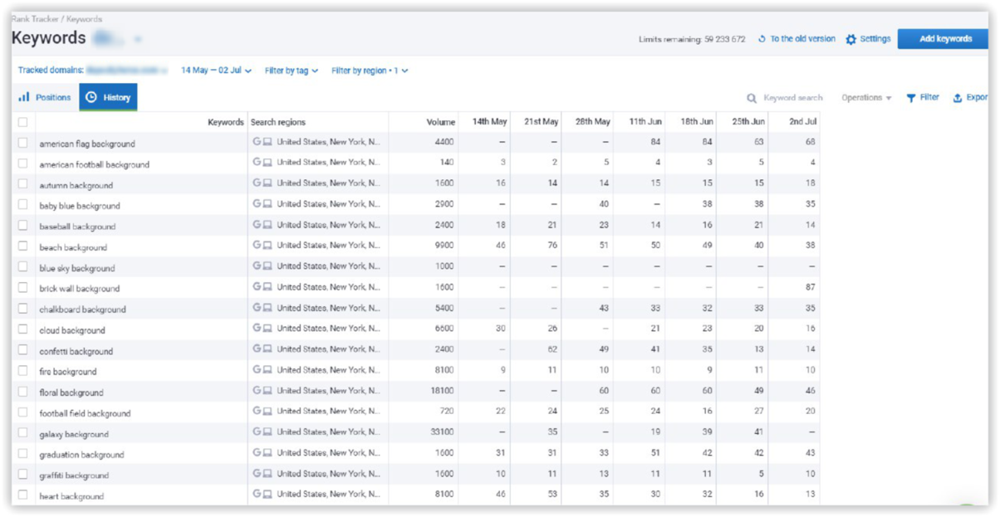 Rank Tracker / Keywords
Keywords
Limits remaining: 59 233 672 To the old version Settings Add keywords
Tracked domains: 14 May — 02 Jul Filter by tag Filter by region • 1
Positions History Keyword search Operations Filter Expor
Keywords Search regions Volume 14th May 21st May 28th May 11th Jun 18th Jun 25th Jun 2nd Jul
american flag background United States, New York, N... 4400 – – – 84 84 63 68
american football background United States, New York, N... 140 3 2 5 4 3 5 4
autumn background United States, New York, N... 1600 16 14 14 15 15 15 18
baby blue background United States, New York, N... 2900 – – 40 – 38 38 35
baseball background United States, New York, N... 2400 18 21 23 14 16 21 14
beach background United States, New York, N... 9900 46 76 51 50 49 40 38
blue sky background United States, New York, N... 1000 – – – – – – –
brick wall background United States, New York, N... 1600 – – – – – – 87
chalkboard background United States, New York, N... 5400 – – 43 33 32 33 35
cloud background United States, New York, N... 6600 30 26 – 21 23 20 16
confetti background United States, New York, N... 2400 – 62 49 41 35 13 14
fire background United States, New York, N... 8100 9 11 10 10 9 11 10
floral background United States, New York, N... 18100 – – 60 60 60 49 46
football field background United States, New York, N... 720 22 24 25 24 16 27 20
galaxy background United States, New York, N... 33100 – 35 – 19 39 41 –
graduation background United States, New York, N... 1600 31 31 33 51 42 42 43
graffiti background United States, New York, N... 1600 10 11 13 11 11 5 10
heart background United States, New York, N... 8100 46 53 35 30 32 16 13